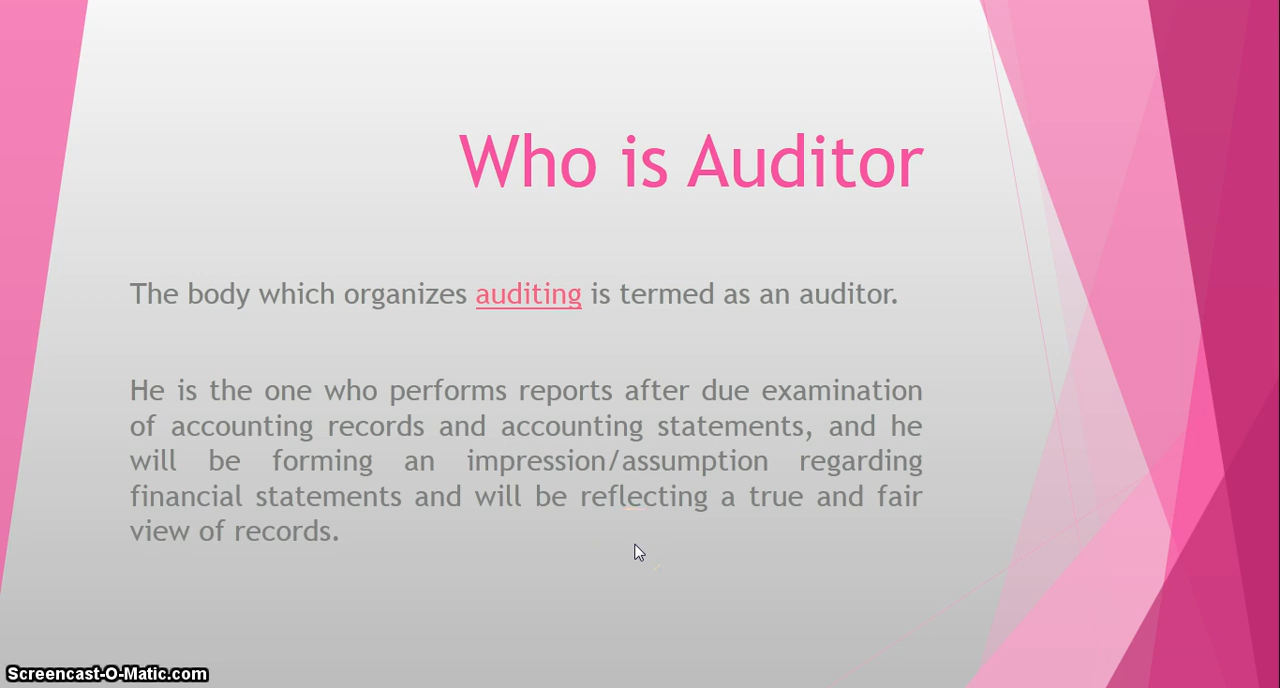 Who is Auditor
The body which organizes auditing is termed as an auditor.
He is the one who performs reports after due examination
of accounting records and accounting statements, and he
will be forming an impression/assumption regarding
financial statements and will be reflecting a true and fair
view of records.
Screencast-O-Matic.com